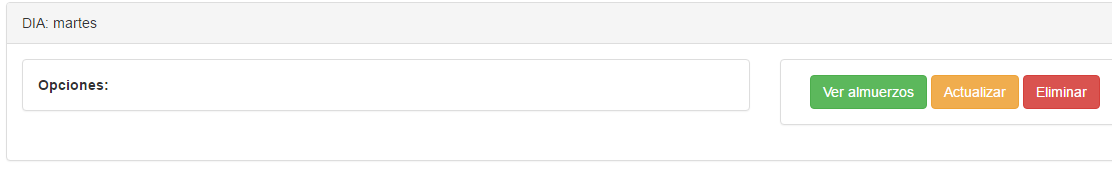 DIA: martes
Opciones:
Ver almuerzos Actualizar Eliminar